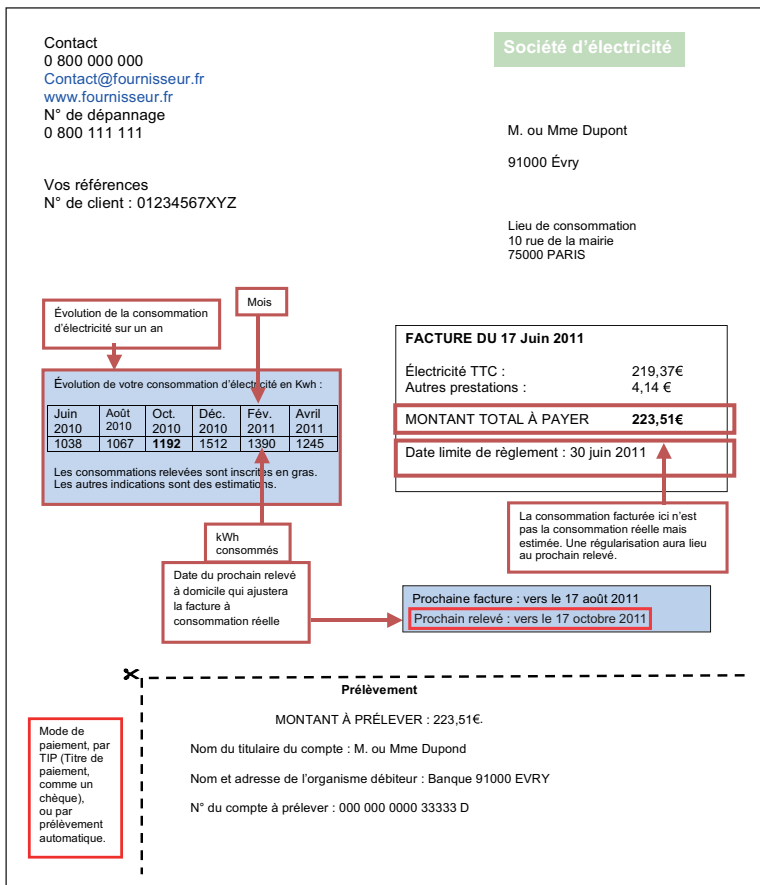 Contact
0 800 000 000
Contact@fournisseur.fr
www.fournisseur.fr
N° de dépannage
0 800 111 111
Société d'électricité
M. ou Mme Dupont
91000 Évry
Vos références
N° de client : 01234567XYZ
Lieu de consommation
10 rue de la mairie
75000 PARIS
Évolution de la consommation
d'électricité sur un an
Mois
Évolution de votre consommation d'électricité en Kwh :
Juin 2010 Août 2010 Oct. 2010 Déc. 2010 Fév. 2011 Avril 2011
1038 1067 1192 1512 1390 1245
Les consommations relevées sont inscrites en gras.
Les autres indications sont des estimations.
FACTURE DU 17 Juin 2011
Électricité TTC : 219,37€
Autres prestations : 4,14 €
MONTANT TOTAL À PAYER 223,51€
Date limite de règlement : 30 juin 2011
La consommation facturée ici n'est
pas la consommation réelle mais
estimée. Une régularisation aura lieu
au prochain relevé.
kWh
consommés
Date du prochain relevé
à domicile qui ajustera
la facture à
consommation réelle
Prochaine facture : vers le 17 août 2011
Prochain relevé : vers le 17 octobre 2011
Prélèvement
MONTANT À PRÉLEVER : 223,51€.
Nom du titulaire du compte : M. ou Mme Dupond
Nom et adresse de l'organisme débiteur : Banque 91000 EVRY
N° du compte à prélever : 000 000 0000 33333 D
Mode de
paiement, par
TIP (Titre de
paiement,
comme un
chèque),
ou par
prélèvement
automatique.